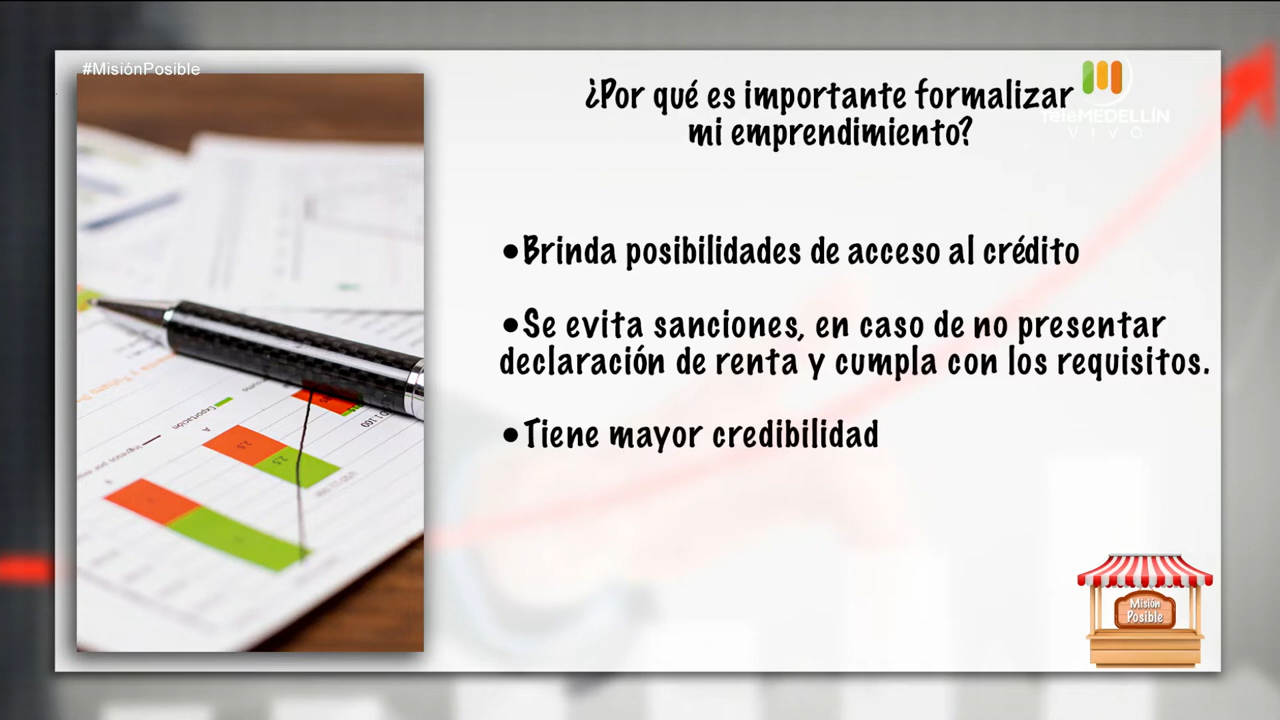 #MisiónPosible
¿Por qué es importante formalizar
mi emprendimiento?
teleMEDELLÍN
VIVO
•Brinda posibilidades de acceso al crédito
•Se evita sanciones, en caso de no presentar
declaración de renta y cumpla con los requisitos.
•Tiene mayor credibilidad
Exportación
Misión
Posible